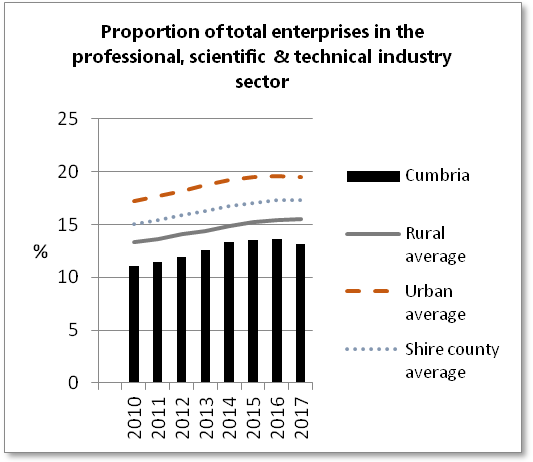 Proportion of total enterprises in the
professional, scientific & technical industry
sector
25
20
15
10
5
0
%
2010
2011
2012
2013
2014
2015
2016
2017
Cumbria
Rural
average
Urban
average
Shire county
average